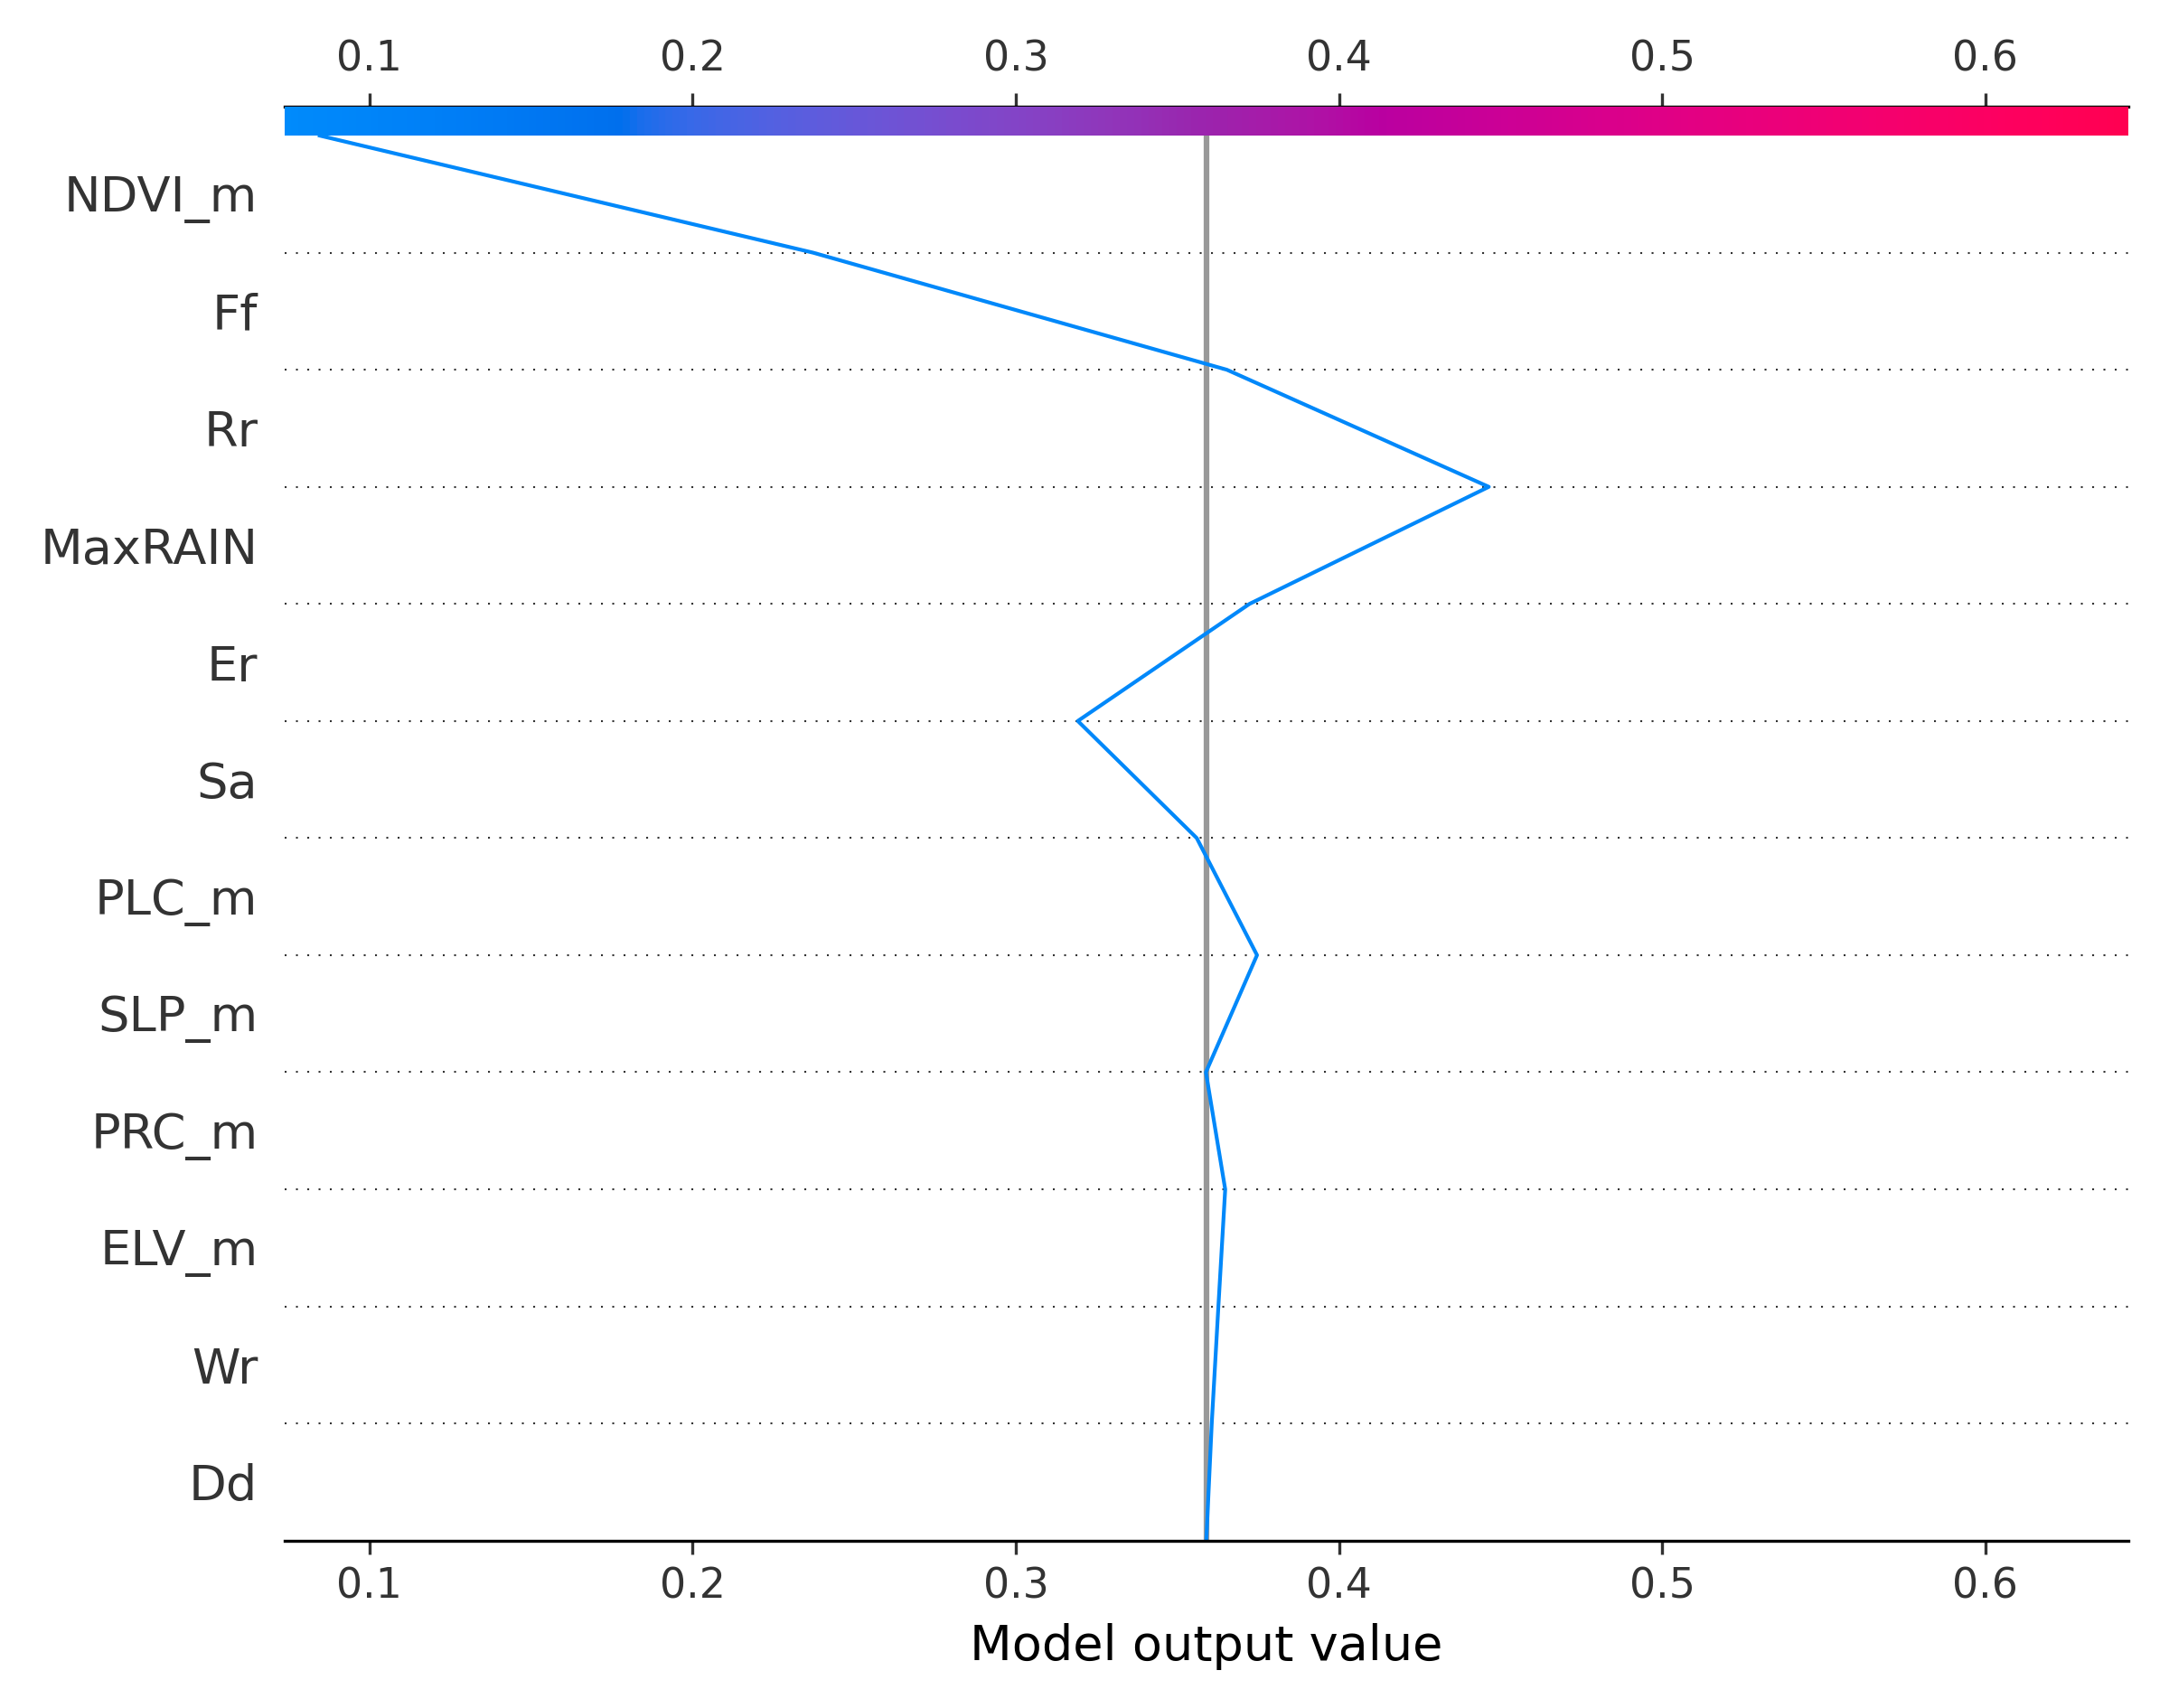 0.1 0.2 0.3 0.4 0.5 0.6
NDVI_m
Ff
Rr
MaxRAIN
Er
Sa
PLC_m
SLP_m
PRC_m
ELV_m
Wr
Dd
0.1 0.2 0.3 0.4 0.5 0.6
Model output value